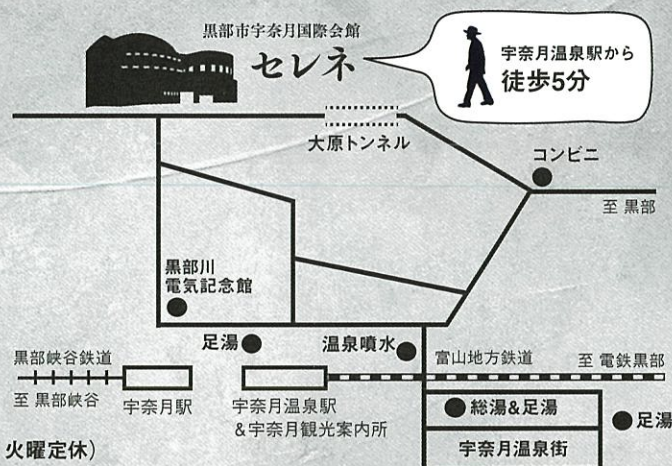 黒部市宇奈月国際会館
セレネ
宇奈月温泉駅から
徒歩5分
大原トンネル
コンビニ
至 黒部
黒部川
電気記念館
足湯
温泉噴水
黒部峡谷鉄道
富山地方鉄道
至 電鉄黒部
至 黒部峡谷
宇奈月駅
宇奈月温泉駅
&宇奈月観光案内所
総湯&足湯
足湯
宇奈月温泉街
火曜定休)